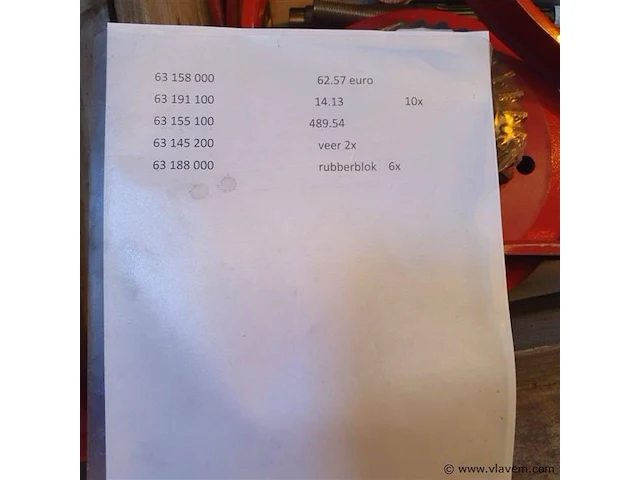 63 158 000 62.57 euro
63 191 100 14.13 10x
63 155 100 489.54
63 145 200 veer 2x
63 188 000 rubberblok 6x
© www.vlavem.com